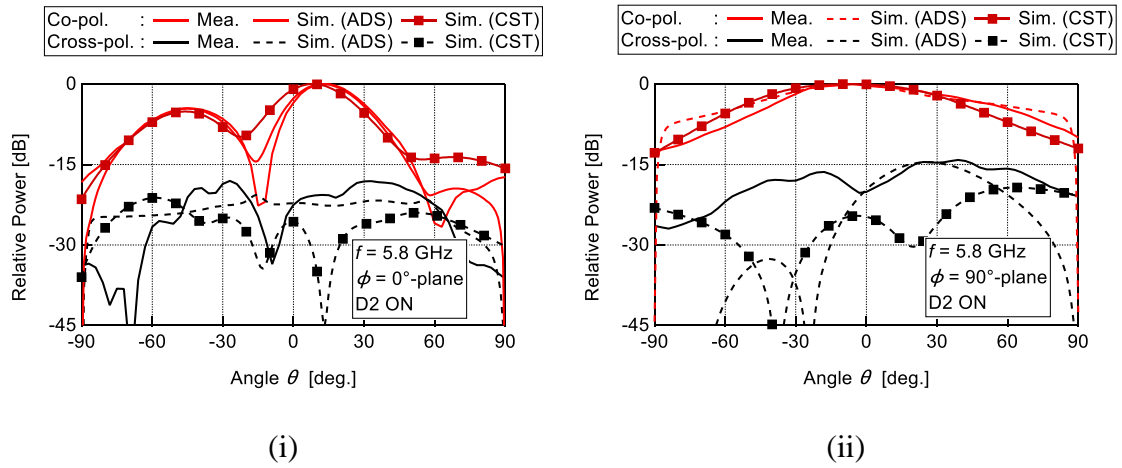 Co-pol. : Mea. Sim. (ADS) Sim. (CST)
Cross-pol. : Mea. Sim. (ADS) Sim. (CST)
Relative Power [dB]
0
-15
-30
-45
-90 -60 -30 0 30 60 90
Angle θ [deg.]
f = 5.8 GHz
ϕ = 0°-plane
D2 ON
(i)
Co-pol. : Mea. Sim. (ADS) Sim. (CST)
Cross-pol. : Mea. Sim. (ADS) Sim. (CST)
Relative Power [dB]
0
-15
-30
-45
-90 -60 -30 0 30 60 90
Angle θ [deg.]
f = 5.8 GHz
ϕ = 90°-plane
D2 ON
(ii)